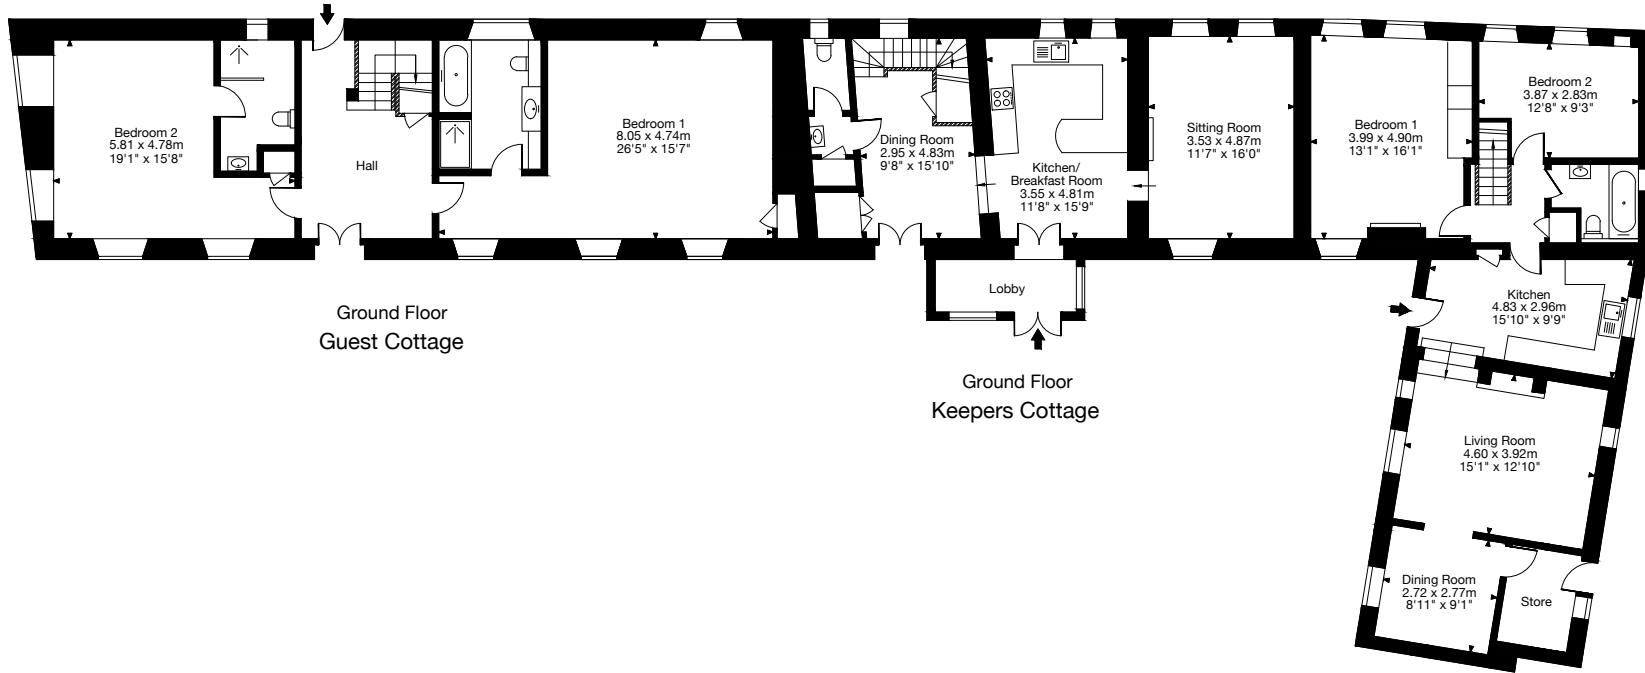 Bedroom 2
5.81 x 4.78m
19'1" x 15'8"
Hall
Bedroom 1
8.05 x 4.74m
26'5" x 15'7"
Ground Floor
Guest Cottage
Dining Room
2.95 x 4.83m
9'8" x 15'10"
Kitchen/
Breakfast Room
3.55 x 4.81m
11'8" x 15'9"
Sitting Room
3.53 x 4.87m
11'7" x 16'0"
Lobby
Ground Floor
Keepers Cottage
Bedroom 1
3.99 x 4.90m
13'1" x 16'1"
Bedroom 2
3.87 x 2.83m
12'8" x 9'3"
Kitchen
4.83 x 2.96m
15'10" x 9'9"
Living Room
4.60 x 3.92m
15'1" x 12'10"
Dining Room
2.72 x 2.77m
8'11" x 9'1"
Store